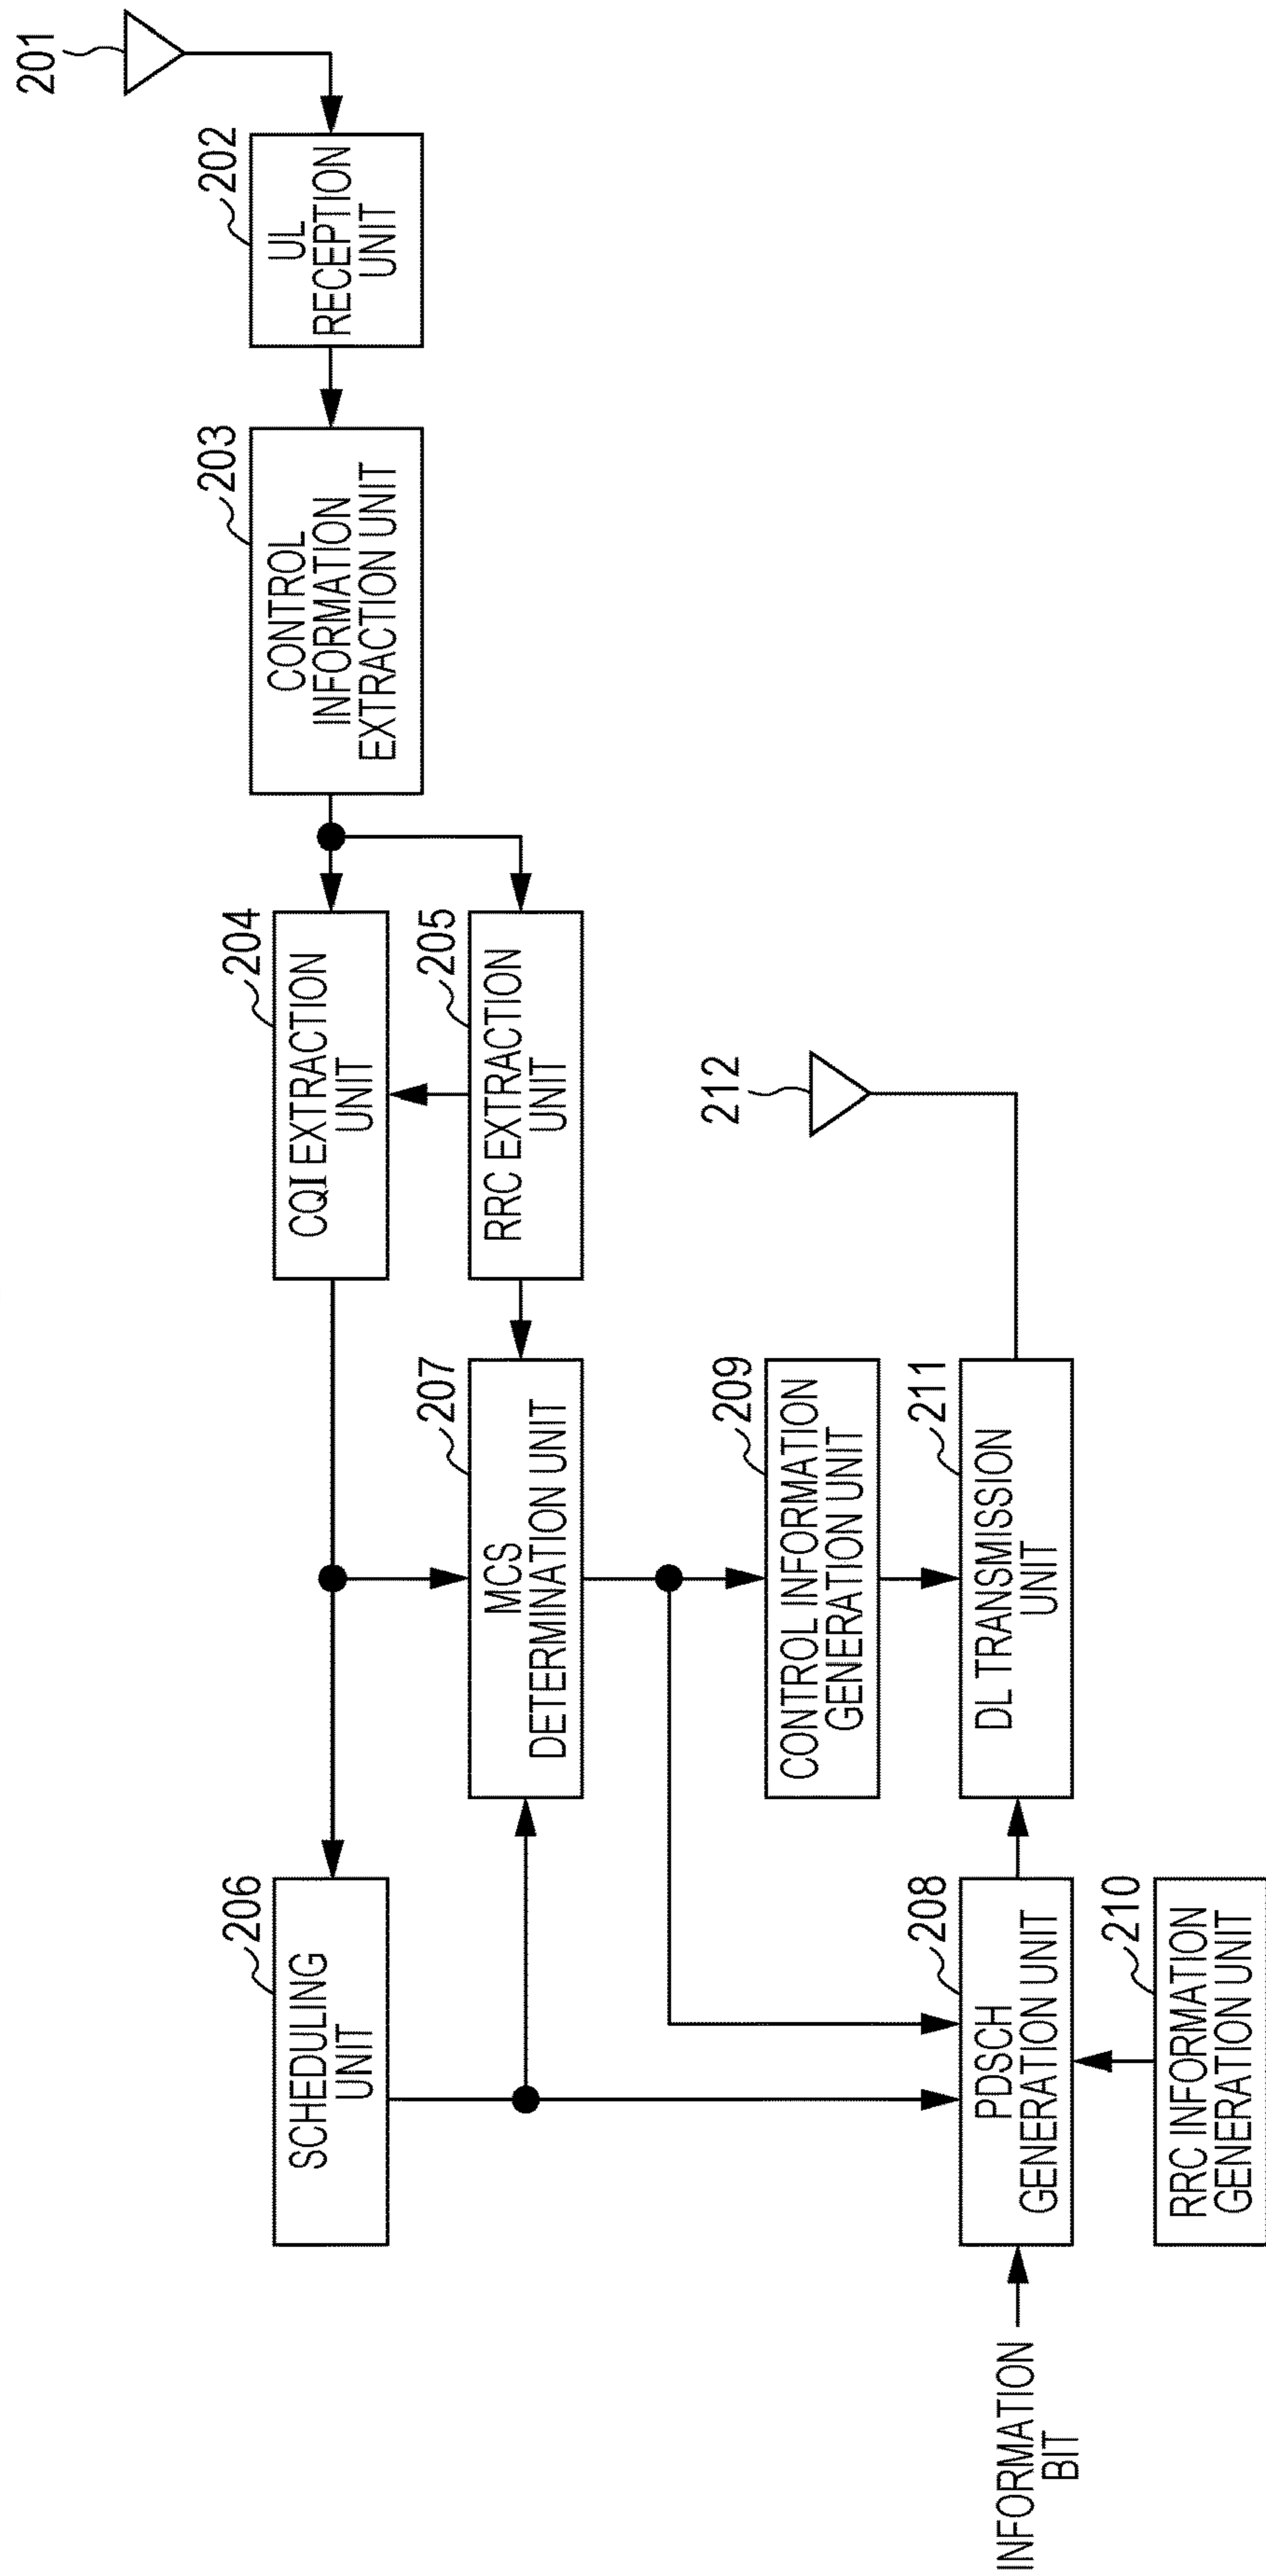 201
202
UL
RECEPTION
UNIT
203
CONTROL
INFORMATION
EXTRACTION UNIT
204
CQI EXTRACTION
UNIT
205
RRC EXTRACTION
UNIT
206
SCHEDULING
UNIT
207
MCS
DETERMINATION UNIT
209
CONTROL INFORMATION
GENERATION UNIT
212
211
DL TRANSMISSION
UNIT
208
PDSCH
GENERATION UNIT
INFORMATION
BIT
210
RRC INFORMATION
GENERATION UNIT